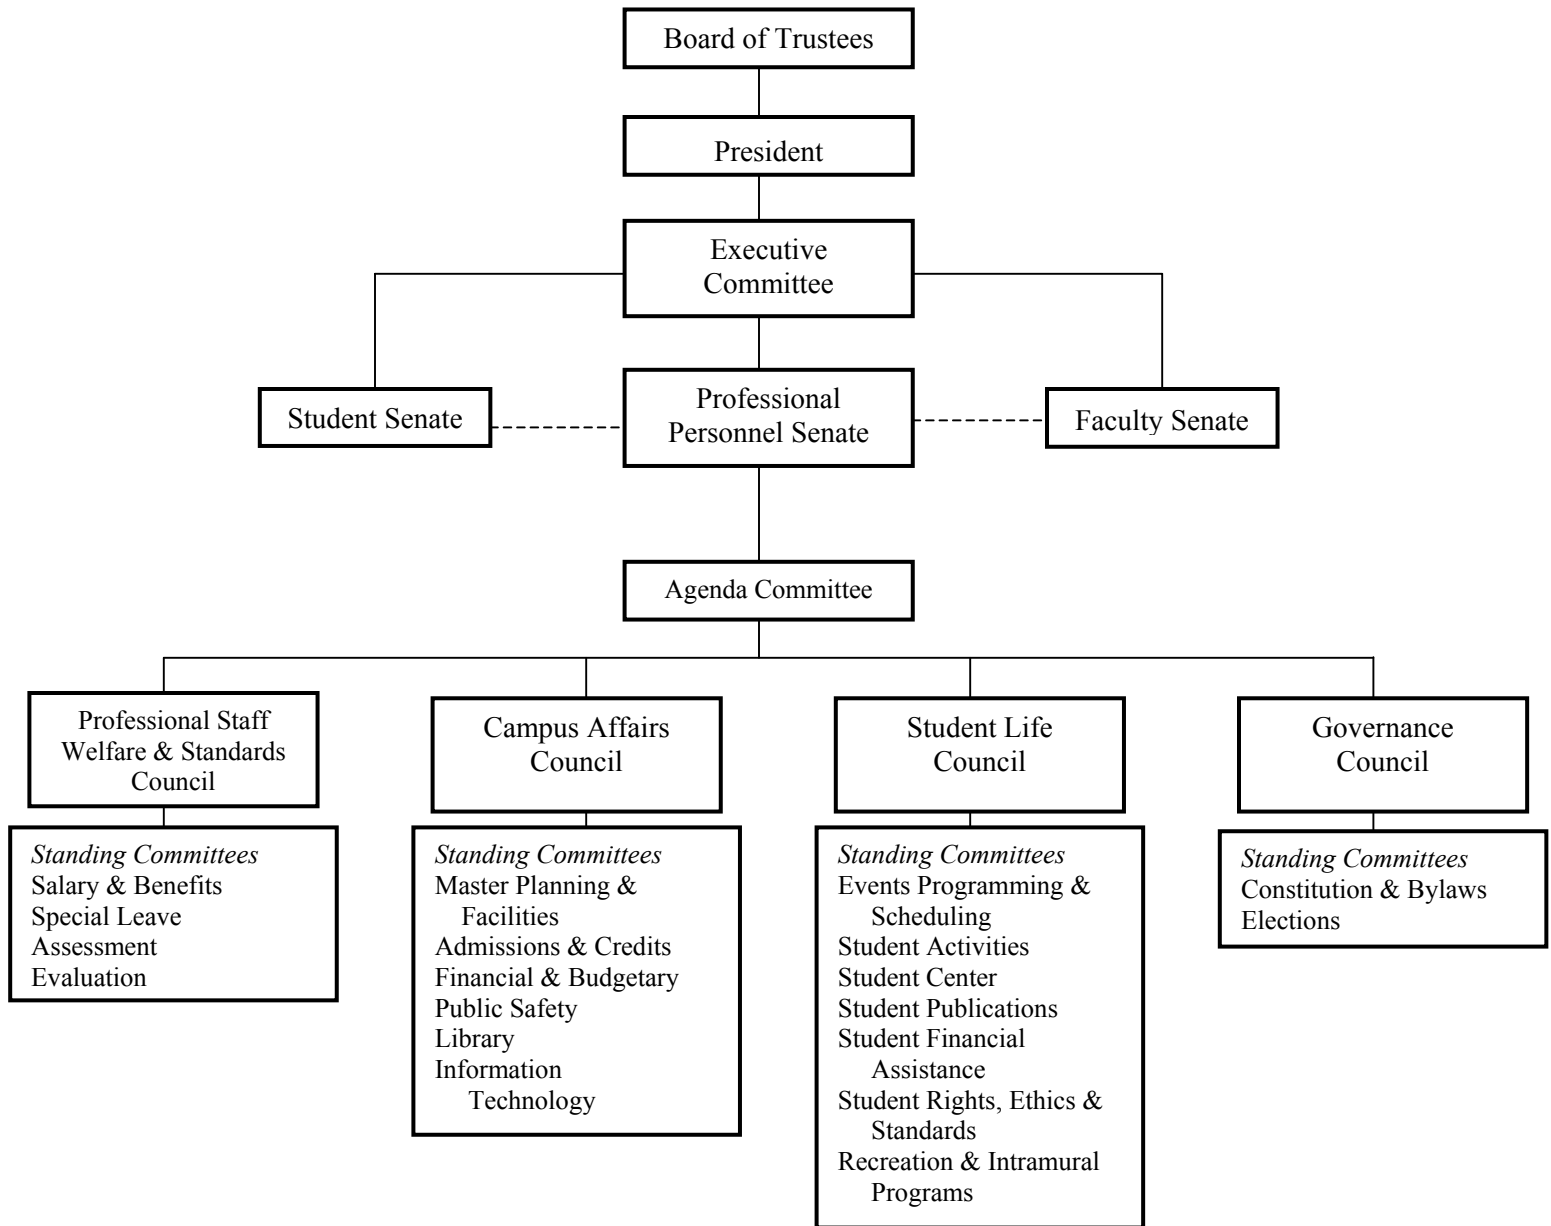 Board of Trustees
President
Executive
Committee
Student Senate
Professional
Personnel Senate
Faculty Senate
Agenda Committee
Professional Staff
Welfare & Standards
Council
Campus Affairs
Council
Student Life
Council
Governance
Council
Standing Committees
Salary & Benefits
Special Leave
Assessment
Evaluation
Standing Committees
Master Planning &
Facilities
Admissions & Credits
Financial & Budgetary
Public Safety
Library
Information
Technology
Standing Committees
Events Programming &
Scheduling
Student Activities
Student Center
Student Publications
Student Financial
Assistance
Student Rights, Ethics &
Standards
Recreation & Intramural
Programs
Standing Committees
Constitution & Bylaws
Elections